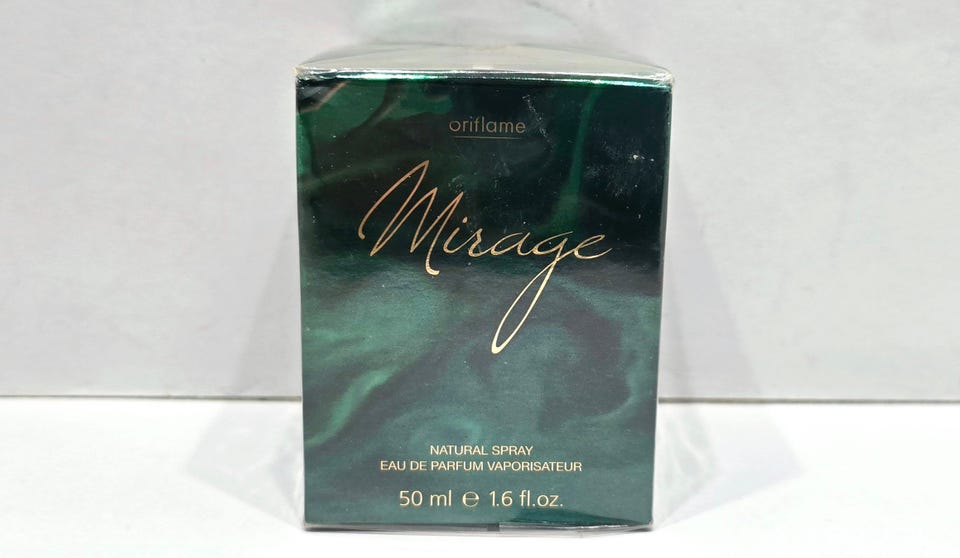 oriflame
Mirage
NATURAL SPRAY
EAU DE PARFUM VAPORISATEUR
50 ml ℮ 1.6 fl.oz.